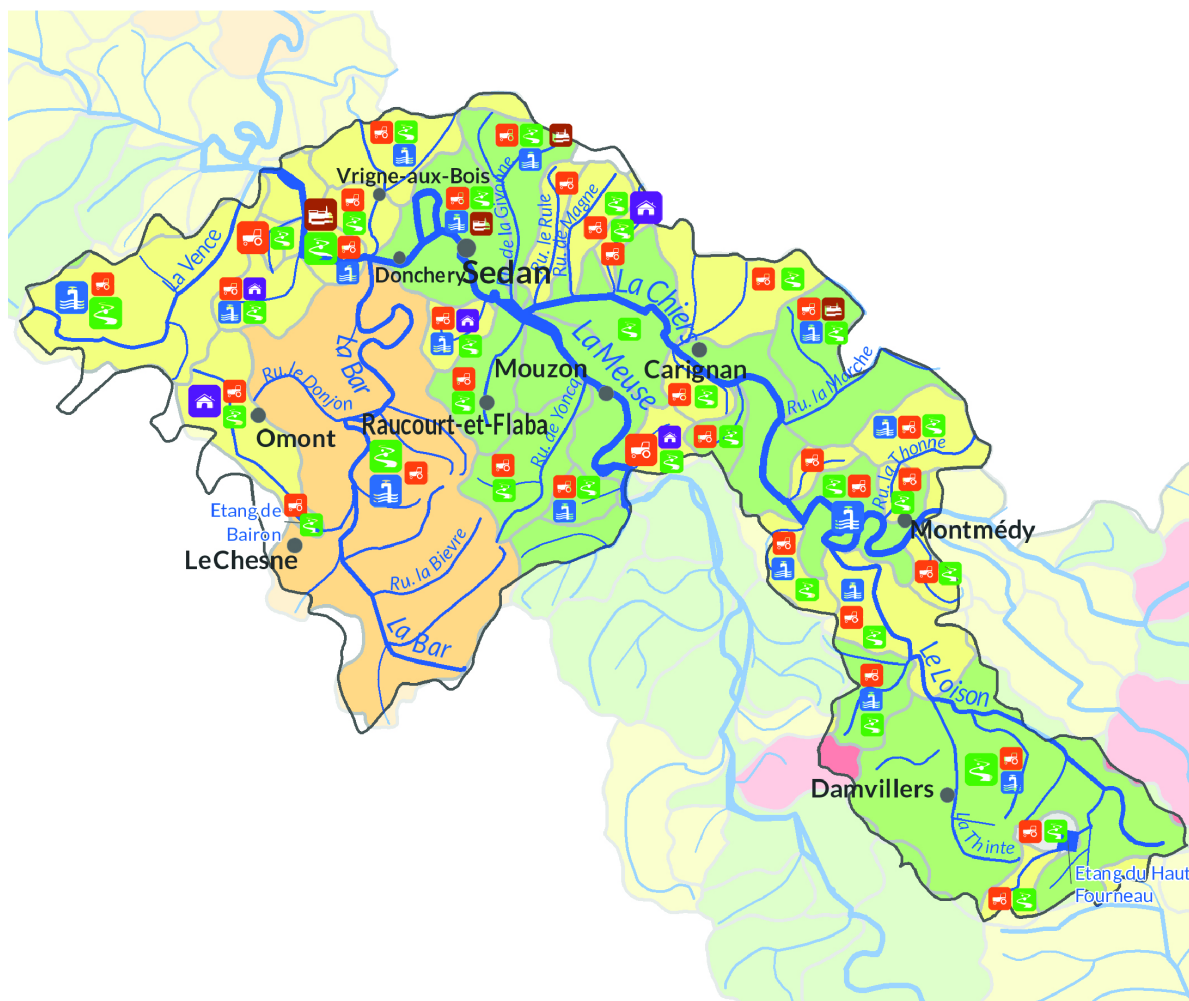 Vrigne-aux-Bois
de la Givonne
Ru. le Rule
Ru. de Magne
La Vence
Donchery
Sedan
La Chiers
La Bar
La Meuse
Mouzon
Carignan
Ru. le Donjon
Ru. la Marche
Raucourt-et-Flaba
Ru. de Yoncq
Omont
Ru. la Thonne
Etang de
Bairon
Le Chesne
Montmédy
Ru. la Bievre
La Bar
Le Loison
Damvillers
La Thinte
Etang du Haut
Fourneau